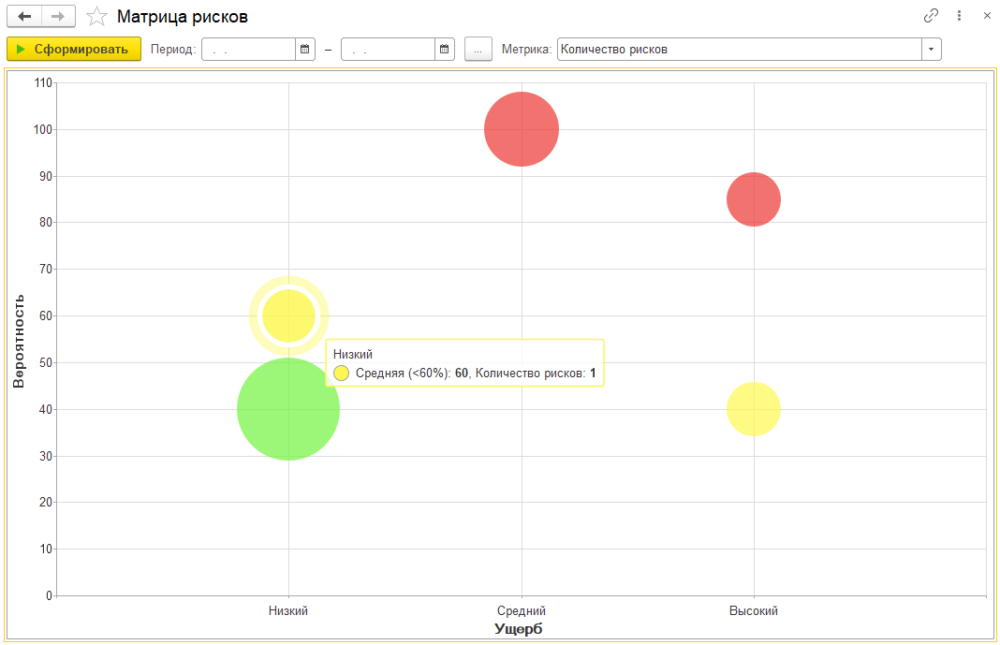 Матрица рисков
Сформировать Период: . . – . . ... Метрика: Количество рисков
110
100
90
80
70
60
50
40
30
20
10
0
Вероятность
Низкий
Средняя (<60%): 60, Количество рисков: 1
Низкий Средний Высокий
Ущерб